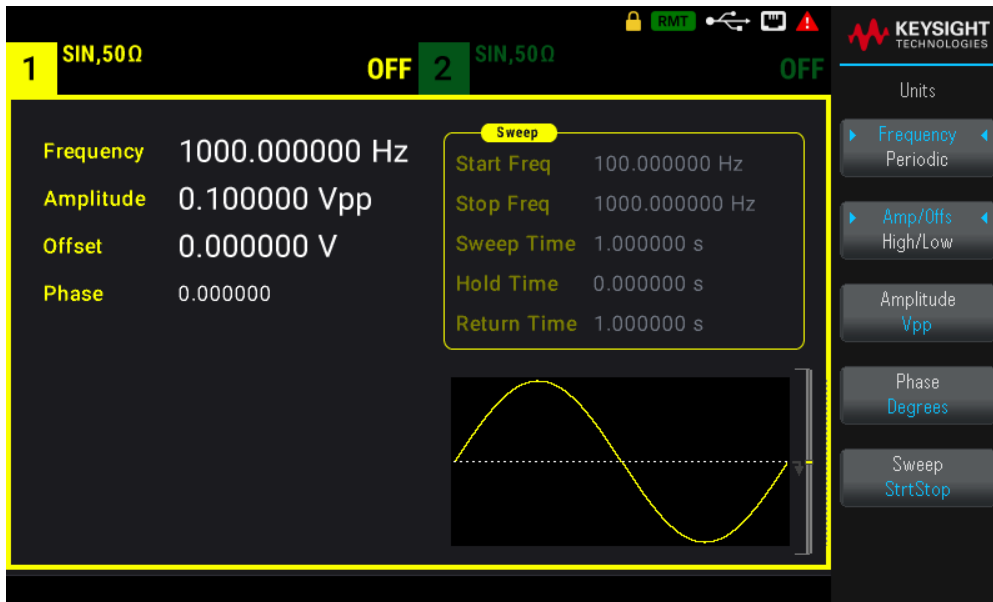 RMT
KEYSIGHT
TECHNOLOGIES
1 SIN,50Ω OFF 2 SIN,50Ω OFF
Units
Sweep
Frequency 1000.000000 Hz
Amplitude 0.100000 Vpp
Offset 0.000000 V
Phase 0.000000
Start Freq 100.000000 Hz
Stop Freq 1000.000000 Hz
Sweep Time 1.000000 s
Hold Time 0.000000 s
Return Time 1.000000 s
Frequency
Periodic
Amp/Offs
High/Low
Amplitude
Vpp
Phase
Degrees
Sweep
StrtStop